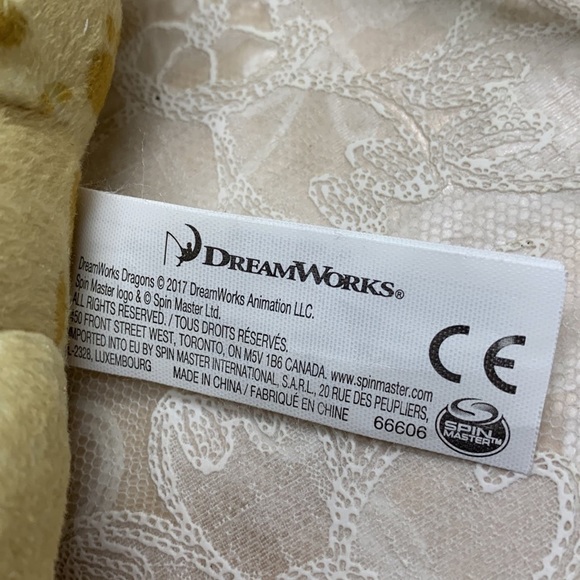 DREAMWORKS®
DreamWorks Dragons © 2017 DreamWorks Animation LLC.
Spin Master logo & © Spin Master Ltd.
ALL RIGHTS RESERVED. / TOUS DROITS RÉSERVÉS.
450 FRONT STREET WEST, TORONTO, ON M5V 1B6 CANADA. www.spinmaster.com
IMPORTED INTO EU BY SPIN MASTER INTERNATIONAL, S.A.R.L., 20 RUE DES PEUPLIERS,
L-2328, LUXEMBOURG
MADE IN CHINA / FABRIQUÉ EN CHINE
66606
CE
SPIN
MASTER™